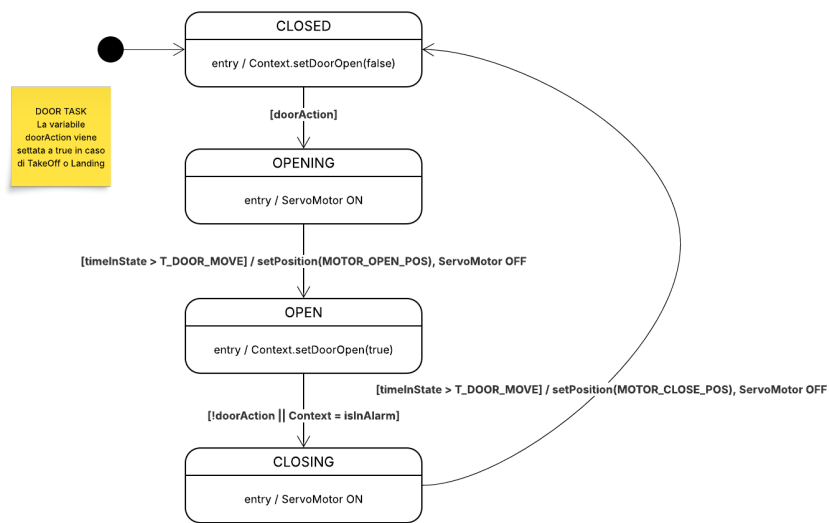 CLOSED
entry / Context.setDoorOpen(false)
DOOR TASK
La variabile
doorAction viene
settata a true in caso
di TakeOff o Landing
[doorAction]
OPENING
entry / ServoMotor ON
[timeInState > T_DOOR_MOVE] / setPosition(MOTOR_OPEN_POS), ServoMotor OFF
OPEN
entry / Context.setDoorOpen(true)
[timeInState > T_DOOR_MOVE] / setPosition(MOTOR_CLOSE_POS), ServoMotor OFF
[!doorAction || Context = isInAlarm]
CLOSING
entry / ServoMotor ON